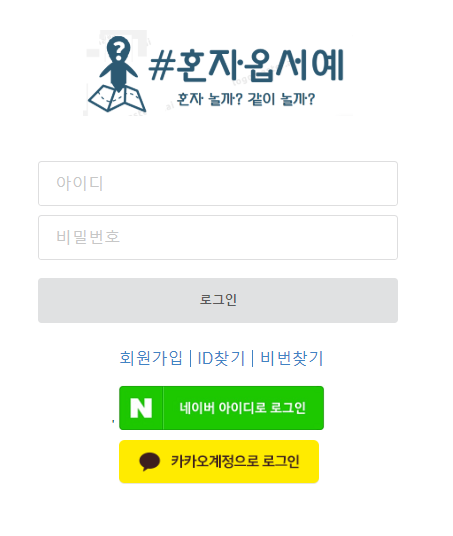 #혼자옵서예
혼자 놀까? 같이 놀까?
아이디
비밀번호
로그인
회원가입 | ID찾기 | 비번찾기
네이버 아이디로 로그인
카카오계정으로 로그인